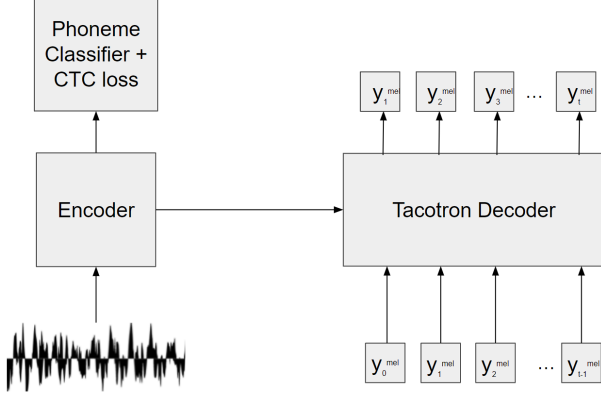 Phoneme
Classifier +
CTC loss
y₁ᵐᵉˡ y₂ᵐᵉˡ y₃ᵐᵉˡ ... yₜᵐᵉˡ
Encoder
Tacotron Decoder
y₀ᵐᵉˡ y₁ᵐᵉˡ y₂ᵐᵉˡ ... yₜ₋₁ᵐᵉˡ